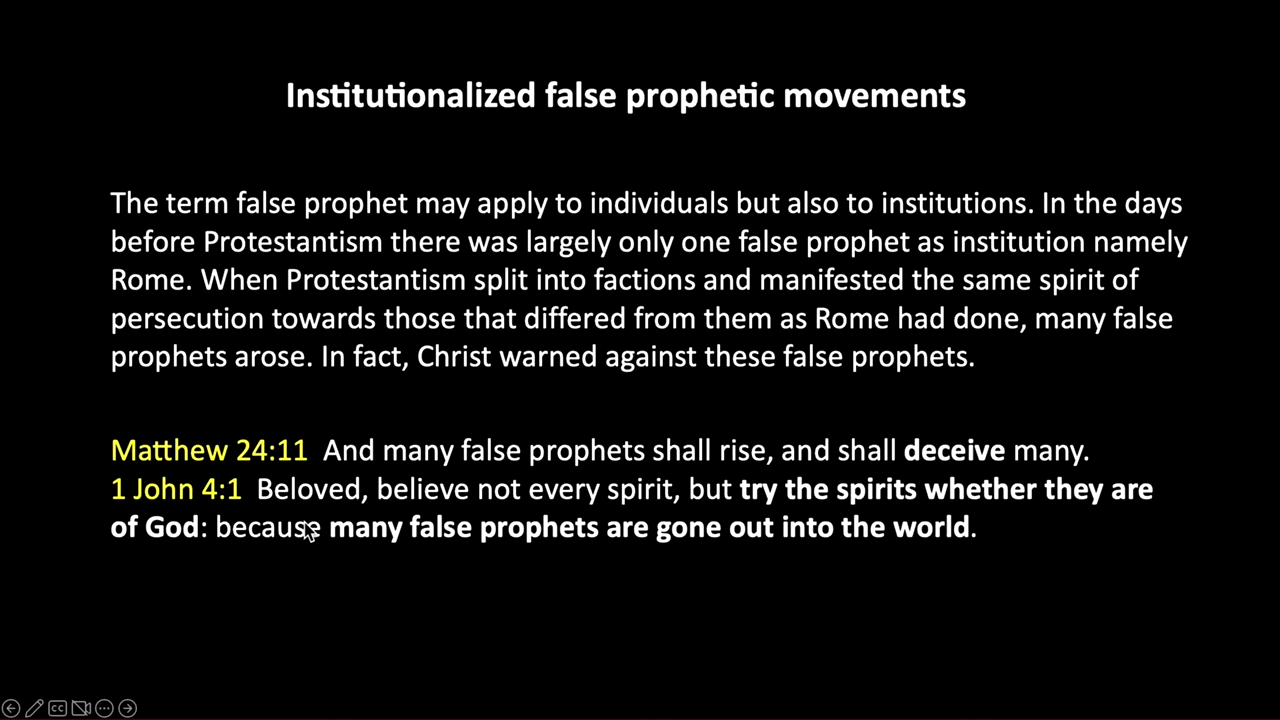 Institutionalized false prophetic movements
The term false prophet may apply to individuals but also to institutions. In the days
before Protestantism there was largely only one false prophet as institution namely
Rome. When Protestantism split into factions and manifested the same spirit of
persecution towards those that differed from them as Rome had done, many false
prophets arose. In fact, Christ warned against these false prophets.
Matthew 24:11 And many false prophets shall rise, and shall deceive many.
1 John 4:1 Beloved, believe not every spirit, but try the spirits whether they are
of God: because many false prophets are gone out into the world.
CC